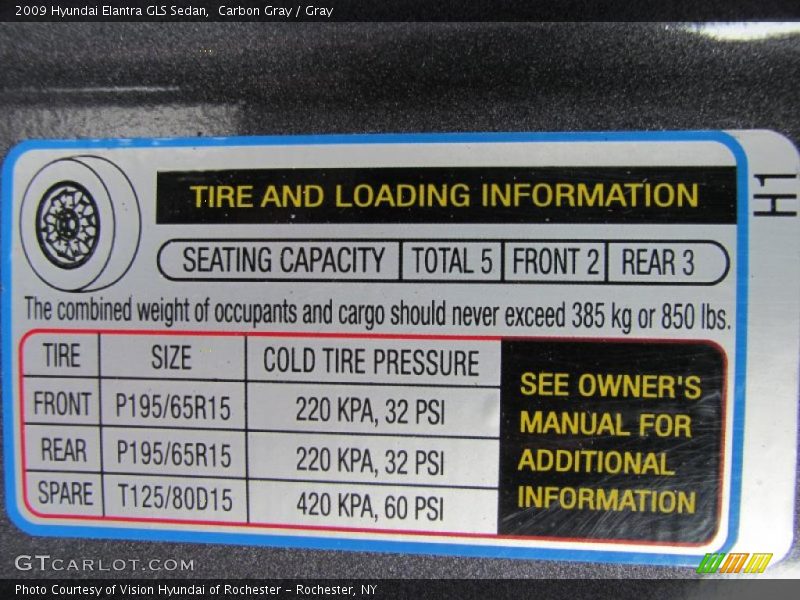 2009 Hyundai Elantra GLS Sedan,  Carbon Gray / Gray
TIRE AND LOADING INFORMATION
H1
SEATING CAPACITY TOTAL 5 FRONT 2 REAR 3
The combined weight of occupants and cargo should never exceed 385 kg or 850 lbs.
TIRE SIZE COLD TIRE PRESSURE
FRONT P195/65R15 220 KPA, 32 PSI
REAR P195/65R15 220 KPA, 32 PSI
SPARE T125/80D15 420 KPA, 60 PSI
SEE OWNER'S
MANUAL FOR
ADDITIONAL
INFORMATION
GTCARLOT.COM
Photo Courtesy of Vision Hyundai of Rochester - Rochester, NY